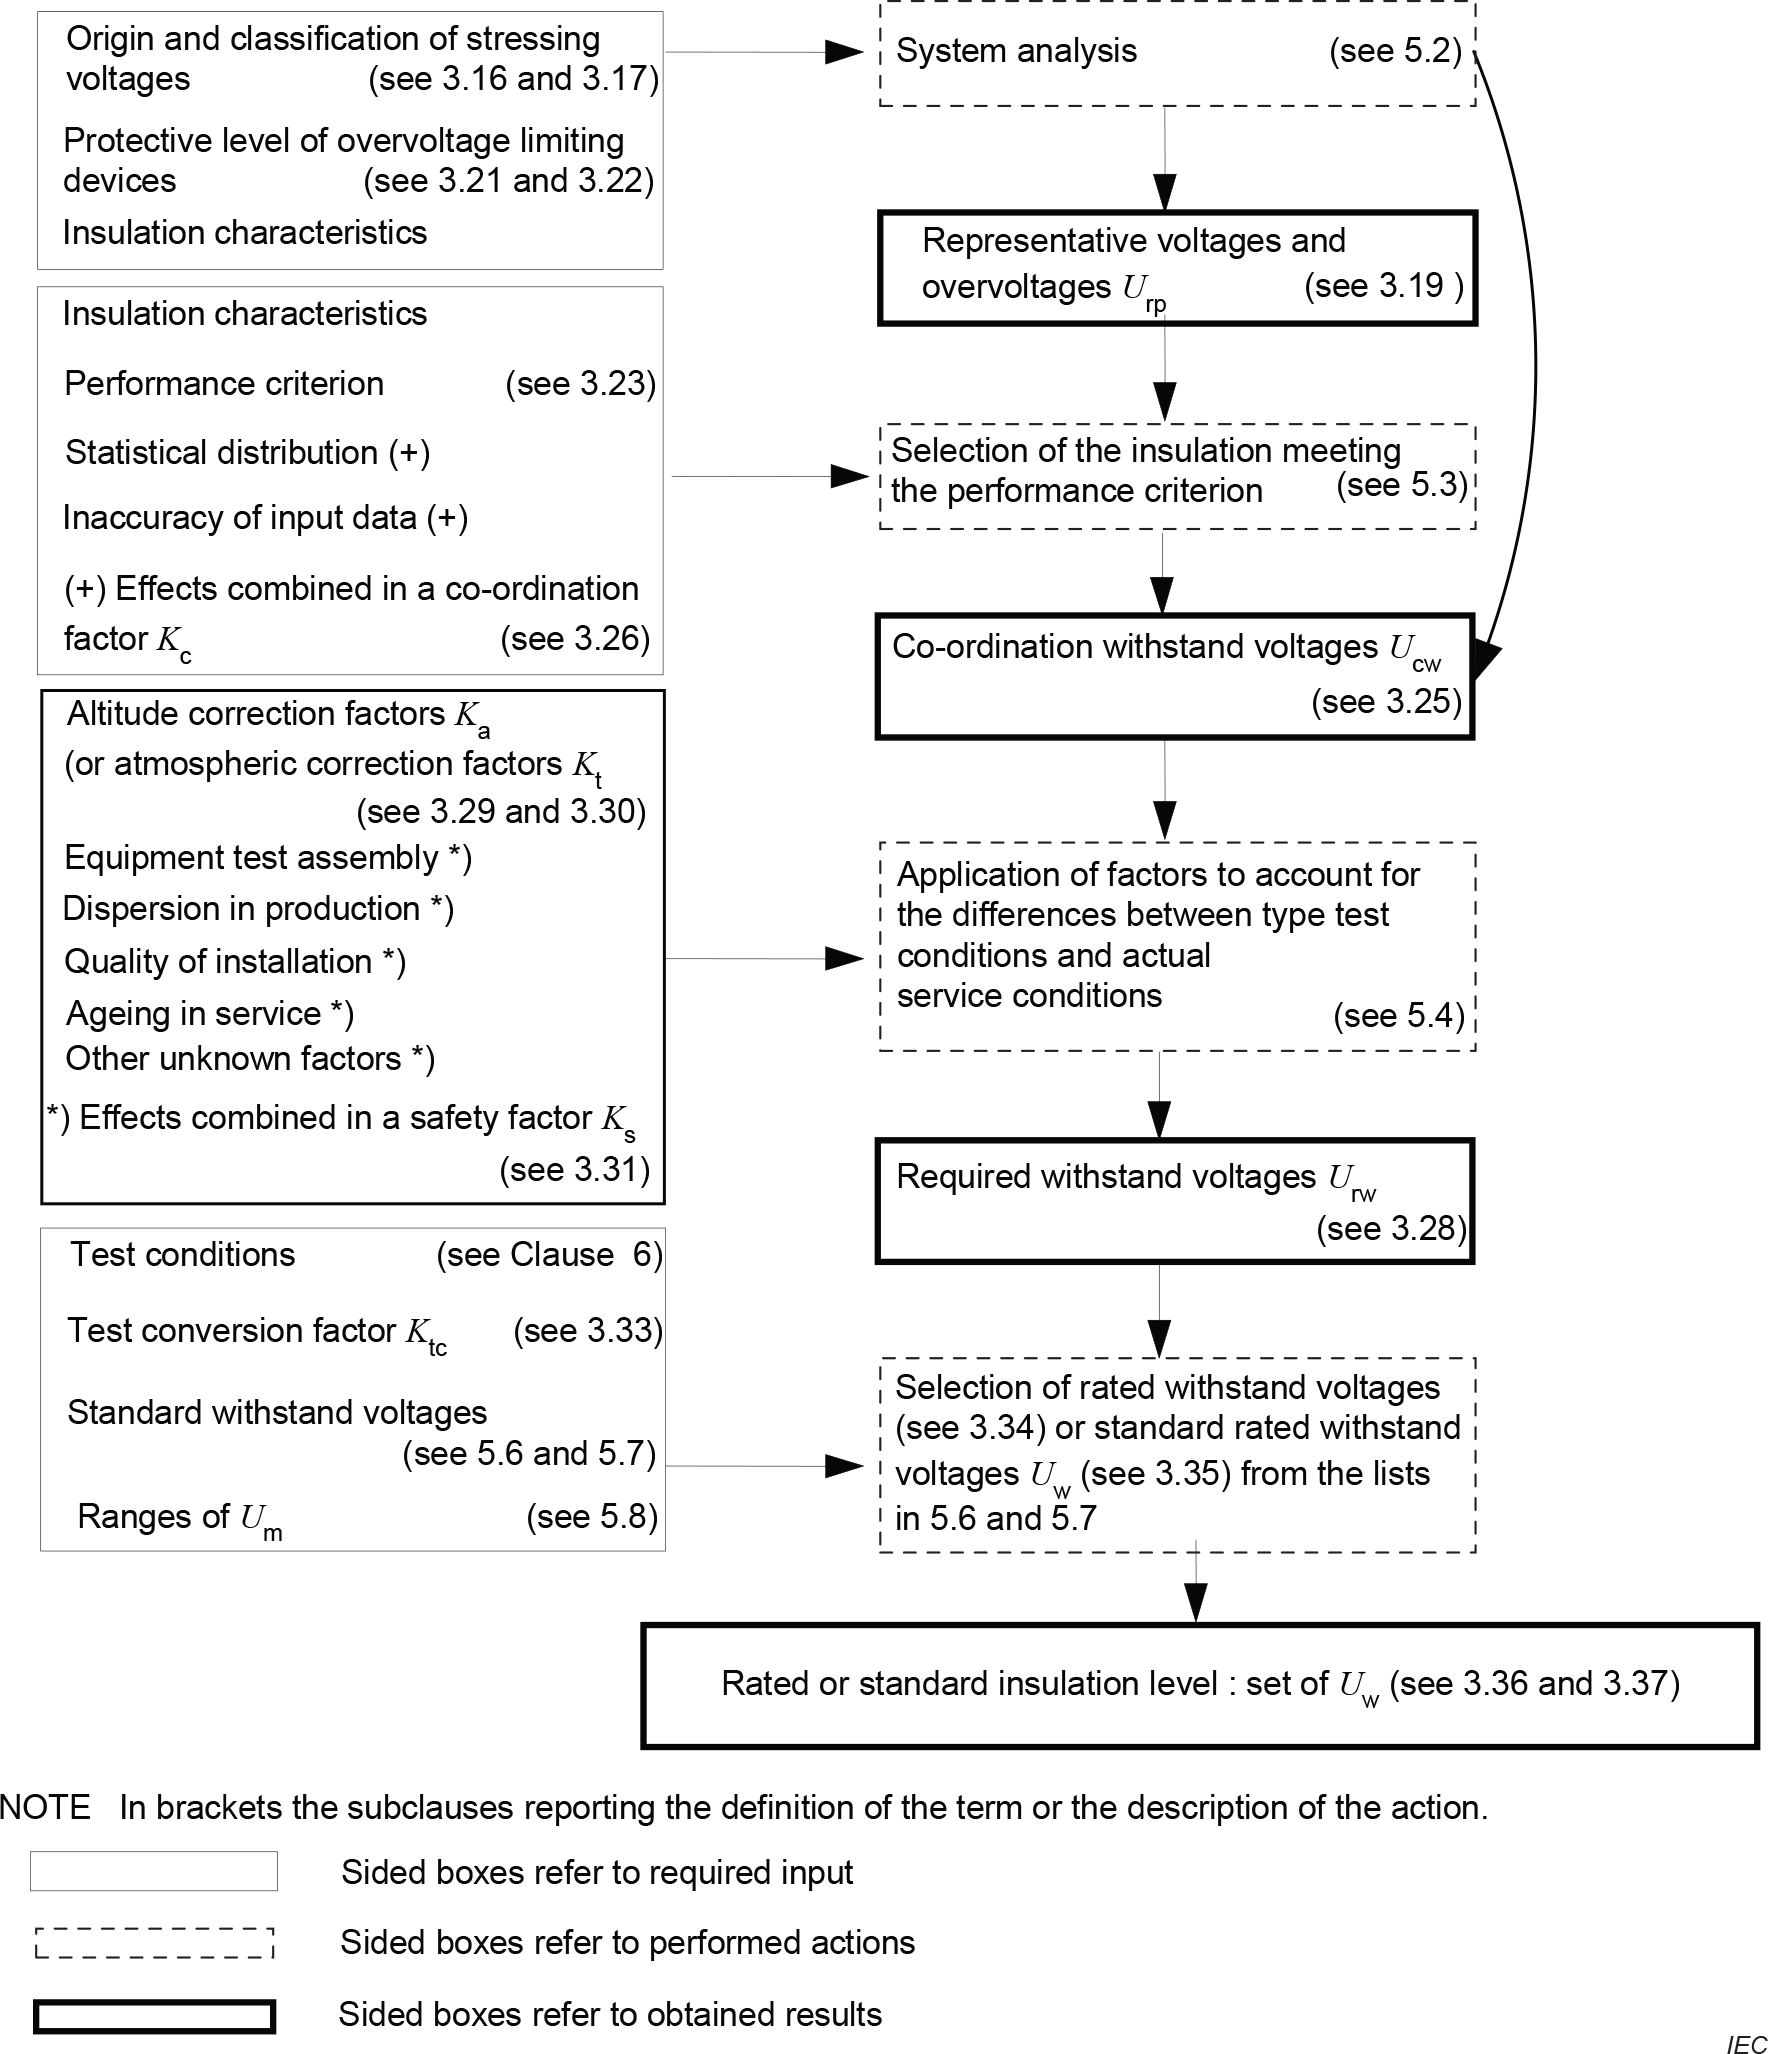 Origin and classification of stressing
voltages (see 3.16 and 3.17)
Protective level of overvoltage limiting
devices (see 3.21 and 3.22)
Insulation characteristics
System analysis (see 5.2)
Representative voltages and
overvoltages Urp (see 3.19 )
Insulation characteristics
Performance criterion (see 3.23)
Statistical distribution (+)
Inaccuracy of input data (+)
(+) Effects combined in a co-ordination
factor Kc (see 3.26)
Selection of the insulation meeting
the performance criterion (see 5.3)
Co-ordination withstand voltages Ucw
(see 3.25)
Altitude correction factors Ka
(or atmospheric correction factors Kt
(see 3.29 and 3.30)
Equipment test assembly *)
Dispersion in production *)
Quality of installation *)
Ageing in service *)
Other unknown factors *)
*) Effects combined in a safety factor Ks
(see 3.31)
Application of factors to account for
the differences between type test
conditions and actual
service conditions
(see 5.4)
Required withstand voltages Urw
(see 3.28)
Test conditions (see Clause 6)
Test conversion factor Ktc (see 3.33)
Standard withstand voltages
(see 5.6 and 5.7)
Ranges of Um (see 5.8)
Selection of rated withstand voltages
(see 3.34) or standard rated withstand
voltages Uw (see 3.35) from the lists
in 5.6 and 5.7
Rated or standard insulation level : set of Uw (see 3.36 and 3.37)
NOTE In brackets the subclauses reporting the definition of the term or the description of the action.
Sided boxes refer to required input
Sided boxes refer to performed actions
Sided boxes refer to obtained results
IEC